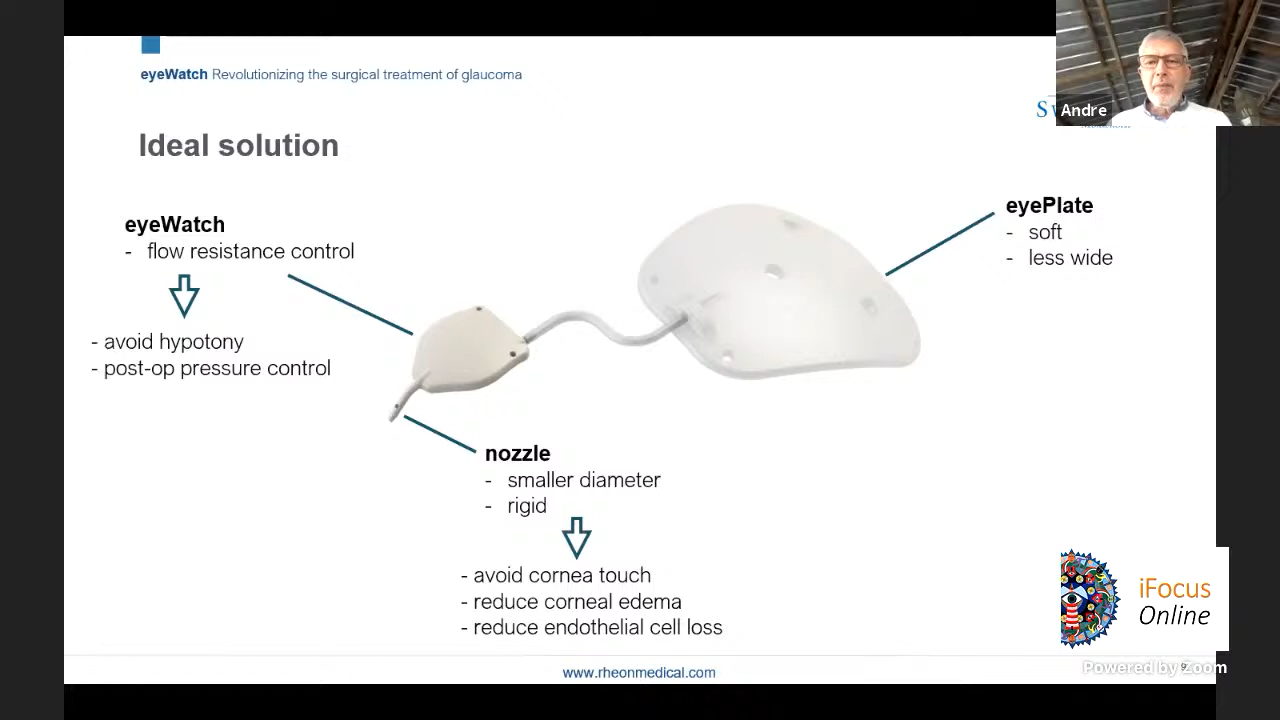 eyeWatch Revolutionizing the surgical treatment of glaucoma
Andre
Ideal solution
eyeWatch
- flow resistance control
- avoid hypotony
- post-op pressure control
eyePlate
- soft
- less wide
nozzle
- smaller diameter
- rigid
- avoid cornea touch
- reduce corneal edema
- reduce endothelial cell loss
iFocus
Online
www.rheonmedical.com
Powered by Zoom